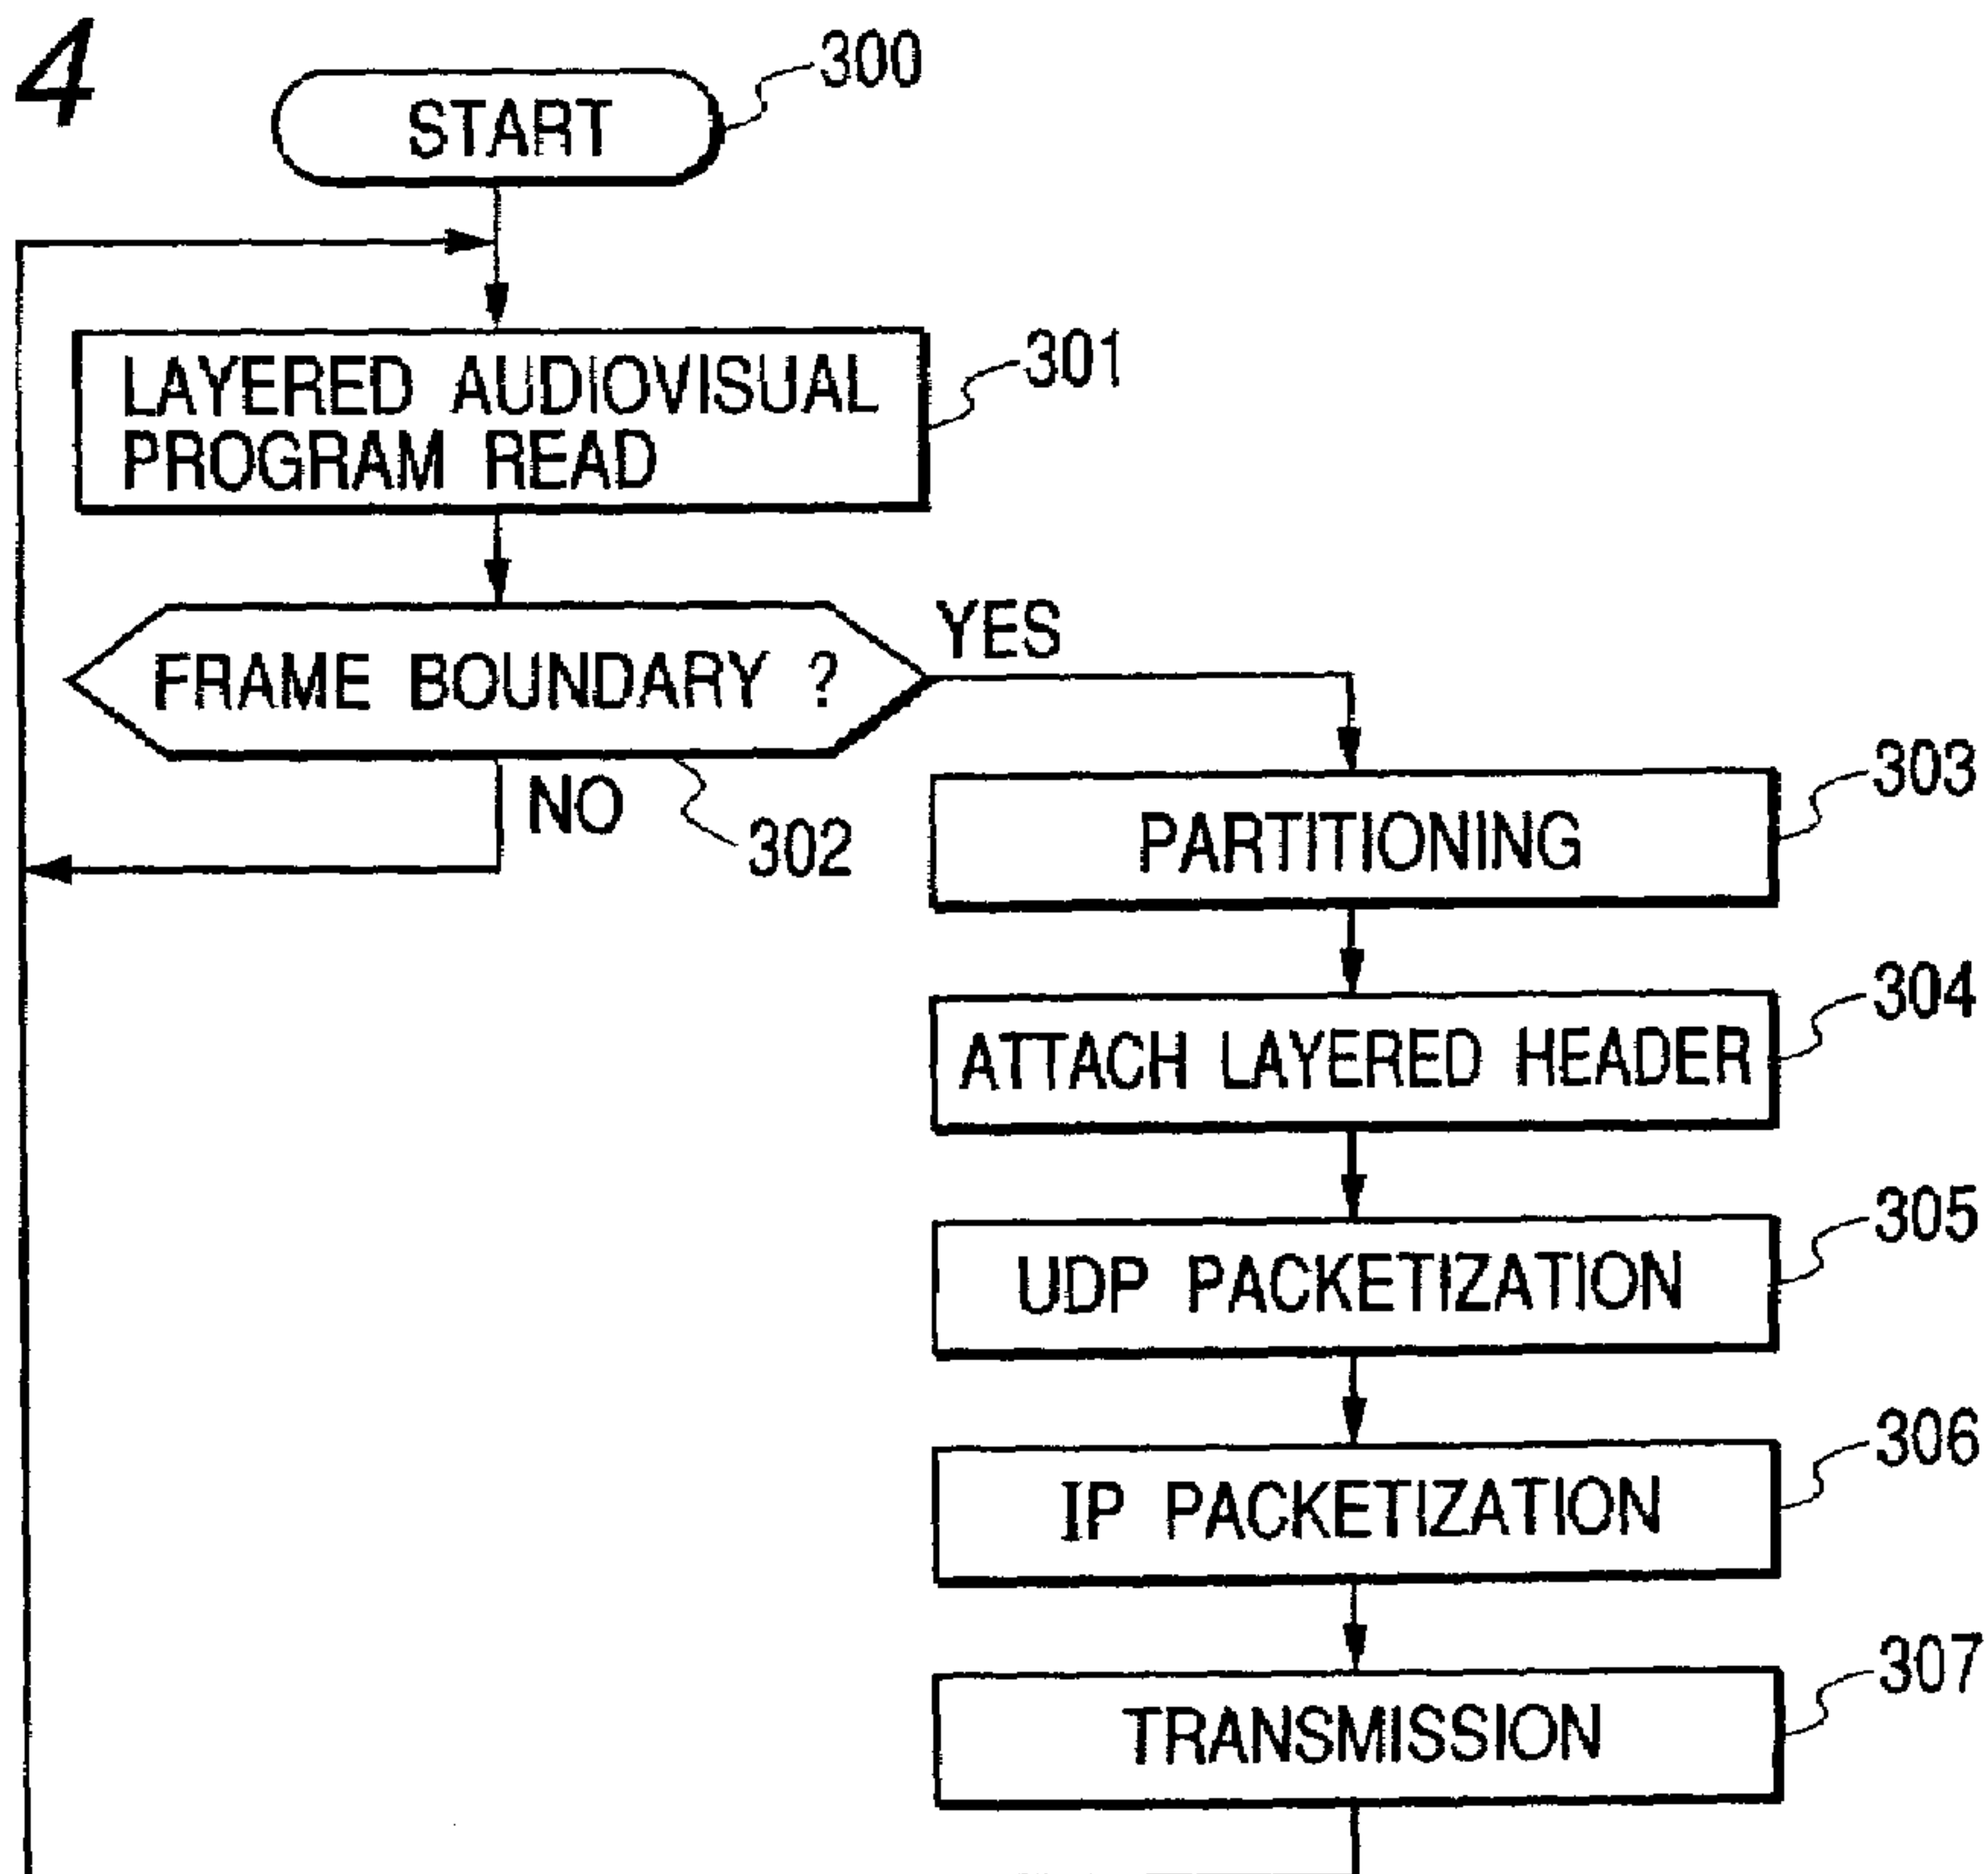 4
START
300
LAYERED AUDIOVISUAL
PROGRAM READ
301
FRAME BOUNDARY ?
YES
NO
302
PARTITIONING
303
ATTACH LAYERED HEADER
304
UDP PACKETIZATION
305
IP PACKETIZATION
306
TRANSMISSION
307